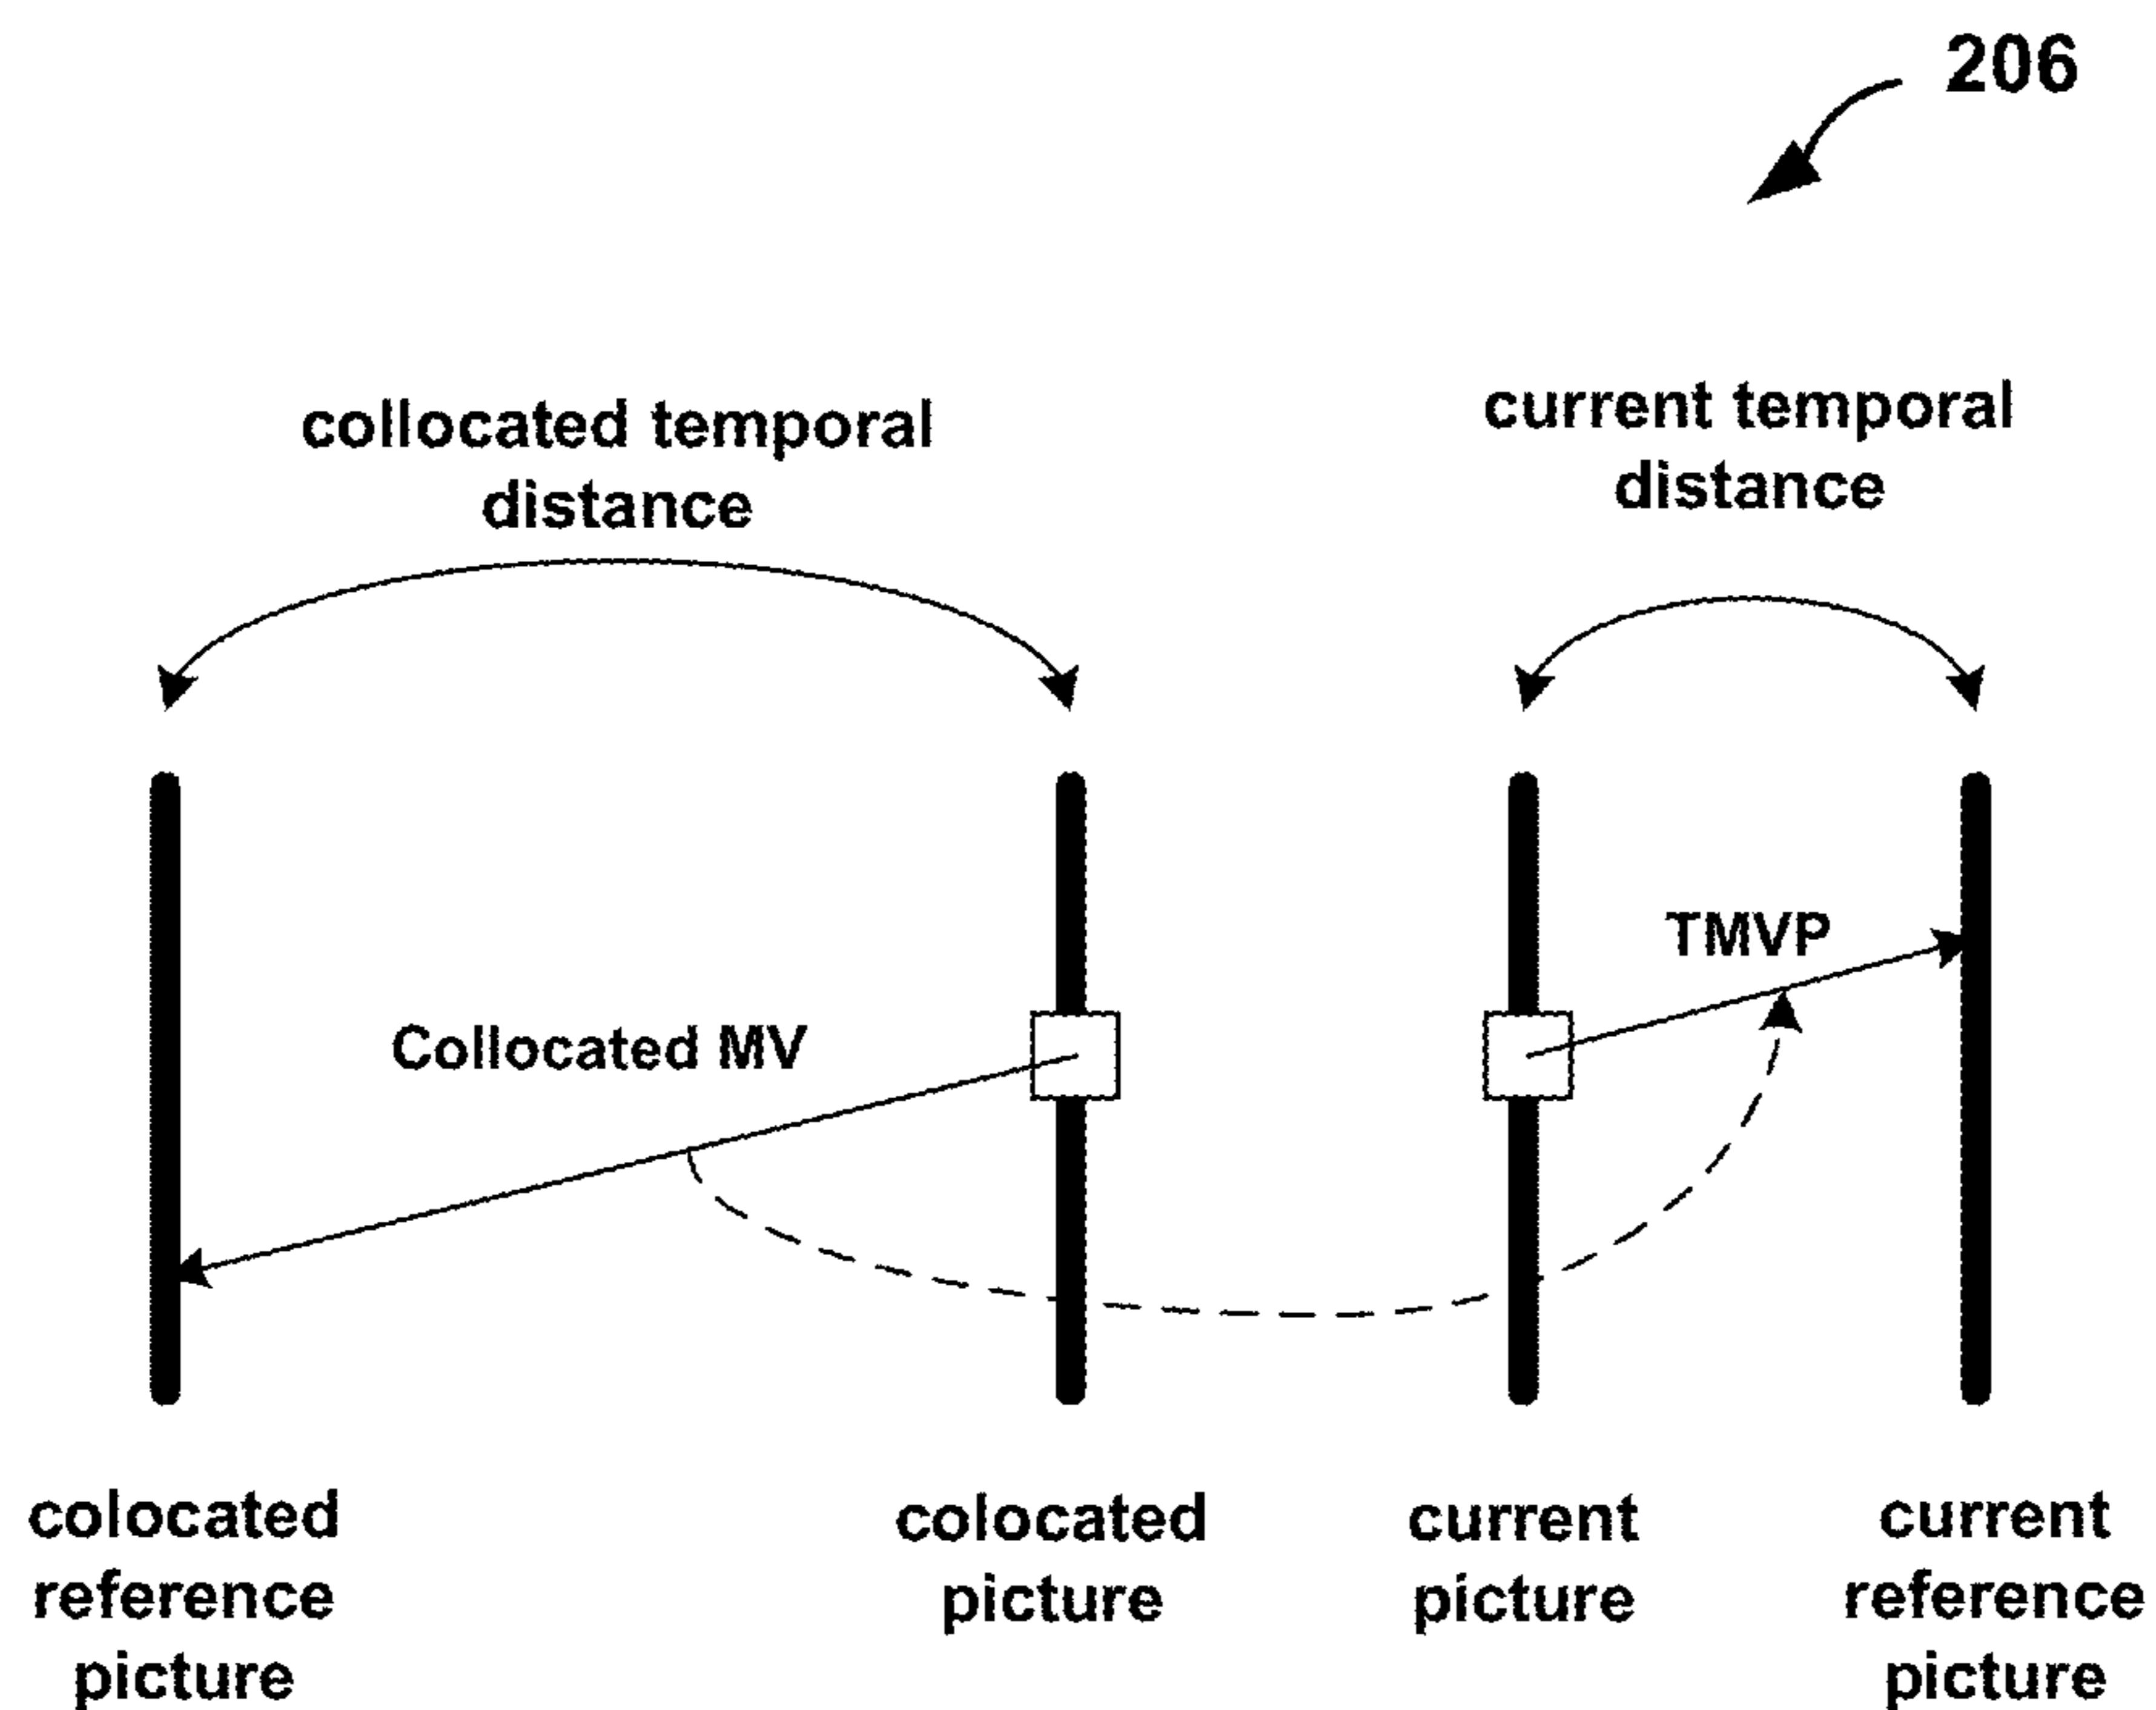 206
collocated temporal
distance
current temporal
distance
TMVP
Collocated MV
colocated
reference
picture
colocated
picture
current
picture
current
reference
picture